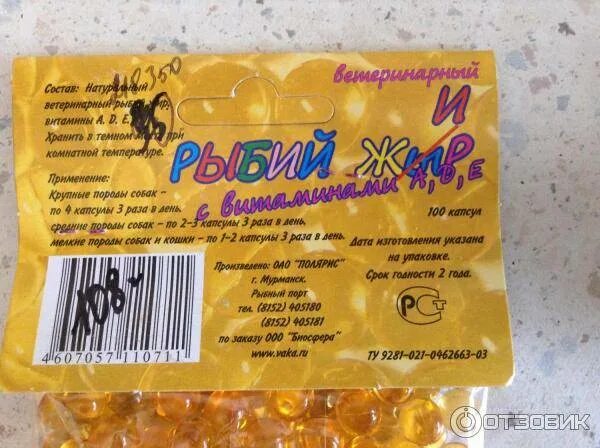 ветеринарный
И
РЫБИЙ ЖИР
с витаминами A, D, E
Состав: Натуральный
ветеринарный рыбий жир,
витамины A. D. E.
Хранить в темном месте при
комнатной температуре.
Применение:
Крупные породы собак -
по 4 капсулы 3 раза в день.
средние породы собак - по 2-3 капсулы 3 раза в день.
мелкие породы собак и кошки - по 1-2 капсулы 3 раза в день.
100 капсул
Дата изготовления указана
на упаковке.
Срок годности 2 года.
Произведено: ОАО "ПОЛЯРИС"
г. Мурманск.
Рыбный порт
тел. (8152) 405180
(8152) 405181
по заказу ООО "Биосфера"
www.vaka.ru
РСТ
ТУ 9281-021-0462663-03
108
4607057110711
350
ОТЗОВИК